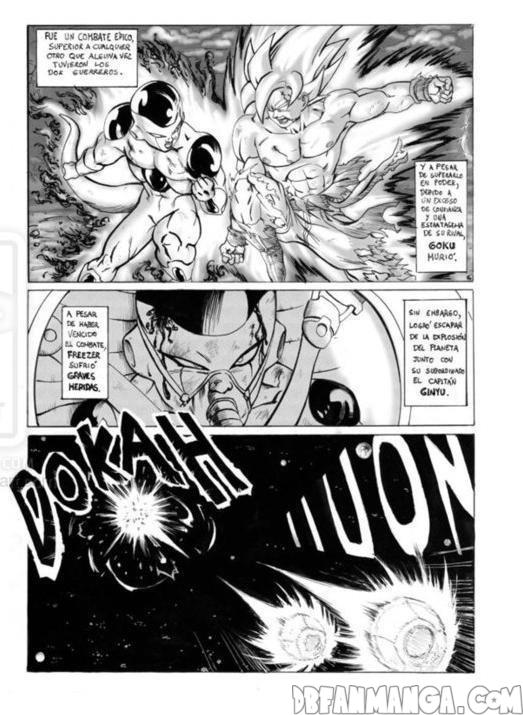 FUE UN COMBATE EPICO,
SUPERIOR A CUALQUIER
OTRO QUE ALGUNA VEZ
TUVIERON LOS
DOS GUERREROS.
Y A PESAR
DE SUPERARLO
EN PODER,
DEBIDO A
UN EXCESO
DE CONFIANZA
Y UNA
ESTRATAGEMA
DE SU RIVAL,
GOKU
MURIÓ.
A PESAR
DE HABER
VENCIDO
EL COMBATE,
FREEZER
SUFRIÓ
GRAVES
HERIDAS.
SIN EMBARGO,
LOGRÓ ESCAPAR
DE LA EXPLOSIÓN
DEL PLANETA
JUNTO CON
SU SUBORDINADO
EL CAPITÁN
GINYU.
DOKAH
DBFANMANGA.COM